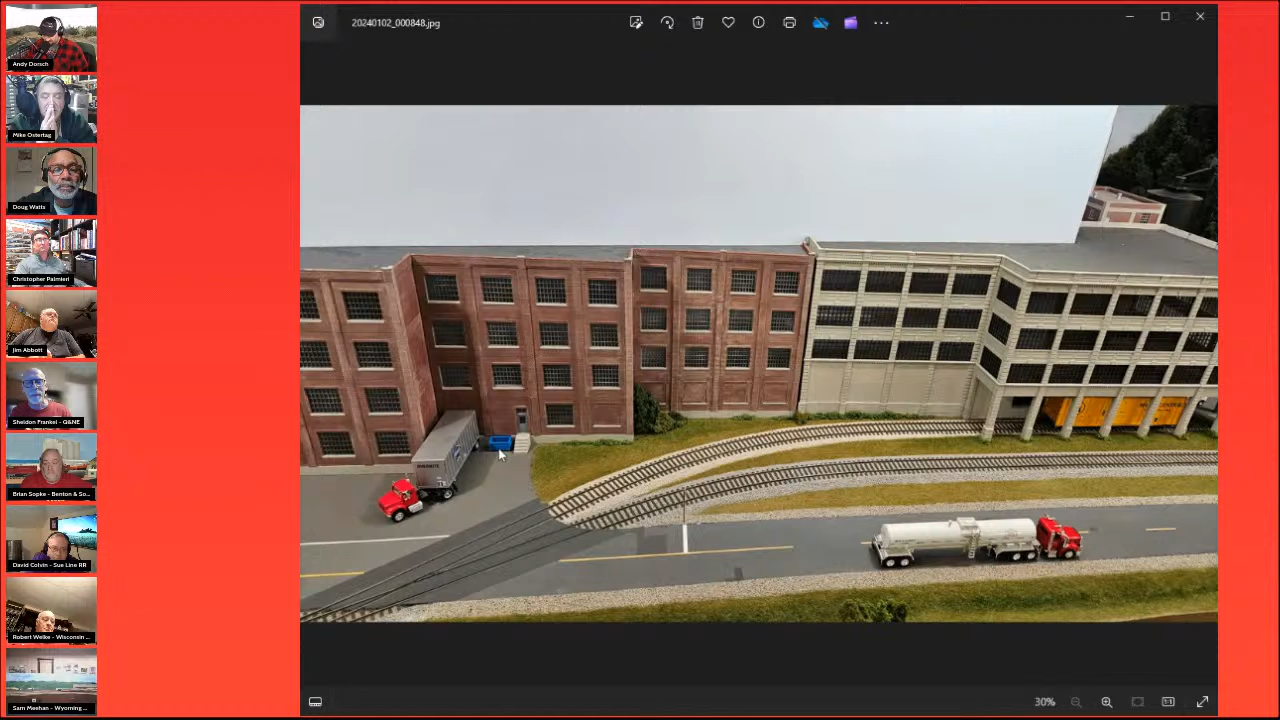 20240102_000848.jpg
Andy Dorsch
Mike Ostertag
Doug Watts
Christopher Palmieri
Jim Abbott
Sheldon Frankel - Q&NE
Brian Sopke - Benton & So...
David Colvin - Sue Line RR
Robert Welke - Wisconsin ...
Sam Meehan - Wyoming ...
30%